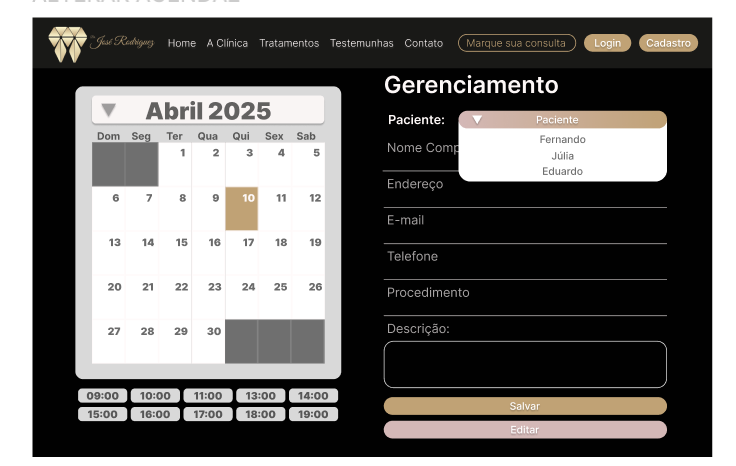 ALTERAR AGENDAL
Dra José Rodriguez Home A Clínica Tratamentos Testemunhas Contato Marque sua consulta Login Cadastro
Gerenciamento
Abril 2025
Dom Seg Ter Qua Qui Sex Sab
1 2 3 4 5
6 7 8 9 10 11 12
13 14 15 16 17 18 19
20 21 22 23 24 25 26
27 28 29 30
09:00 10:00 11:00 13:00 14:00
15:00 16:00 17:00 18:00 19:00
Paciente: Paciente
Fernando
Júlia
Eduardo
Nome Comp
Endereço
E-mail
Telefone
Procedimento
Descrição:
Salvar
Editar